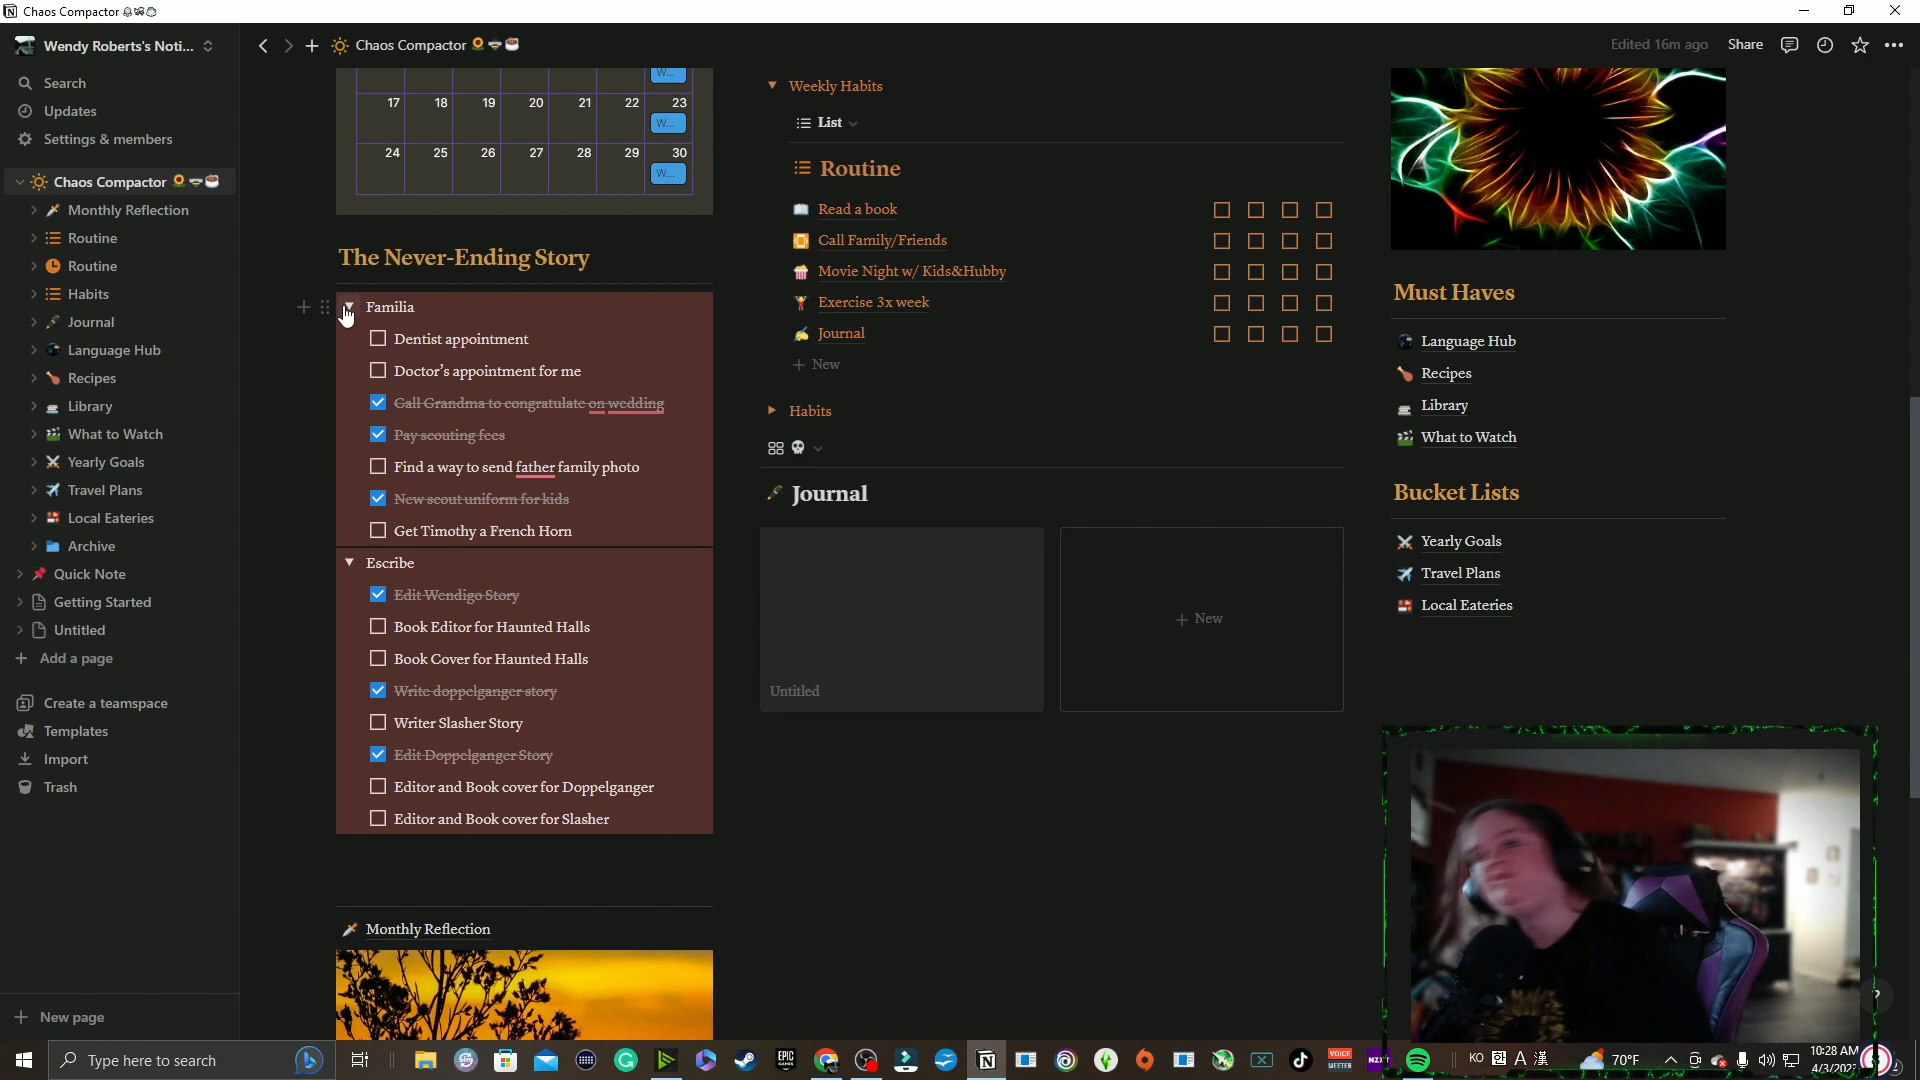 Chaos Compactor
Wendy Roberts's Noti...
Search
Updates
Settings & members
Chaos Compactor
Monthly Reflection
Routine
Routine
Habits
Journal
Language Hub
Recipes
Library
What to Watch
Yearly Goals
Travel Plans
Local Eateries
Archive
Quick Note
Getting Started
Untitled
Add a page
Create a teamspace
Templates
Import
Trash
New page
Chaos Compactor
Edited 16m ago
Share
W...
17 18 19 20 21 22 23
W...
24 25 26 27 28 29 30
W...
The Never-Ending Story
Familia
Dentist appointment
Doctor's appointment for me
Call Grandma to congratulate on wedding
Pay scouting fees
Find a way to send father family photo
New scout uniform for kids
Get Timothy a French Horn
Escribe
Edit Wendigo Story
Book Editor for Haunted Halls
Book Cover for Haunted Halls
Write doppelganger story
Writer Slasher Story
Edit Doppelganger Story
Editor and Book cover for Doppelganger
Editor and Book cover for Slasher
Monthly Reflection
Weekly Habits
List
Routine
Read a book
Call Family/Friends
Movie Night w/ Kids&Hubby
Exercise 3x week
Journal
New
Habits
Journal
Untitled
New
Must Haves
Language Hub
Recipes
Library
What to Watch
Bucket Lists
Yearly Goals
Travel Plans
Local Eateries
Type here to search
EPIC GAMES
VOICE MEETER
NZXT
70°F
KO
A 漢
10:28 AM